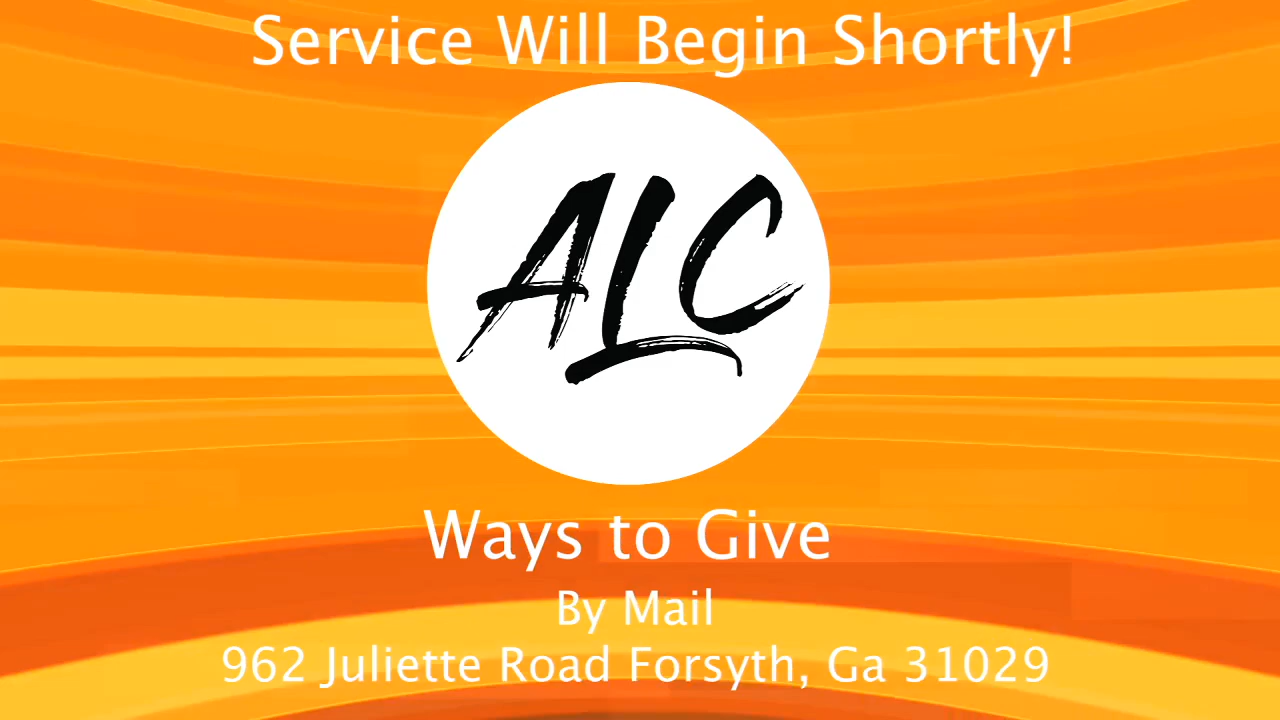 Service Will Begin Shortly!
ALC
Ways to Give
By Mail
962 Juliette Road Forsyth, Ga 31029